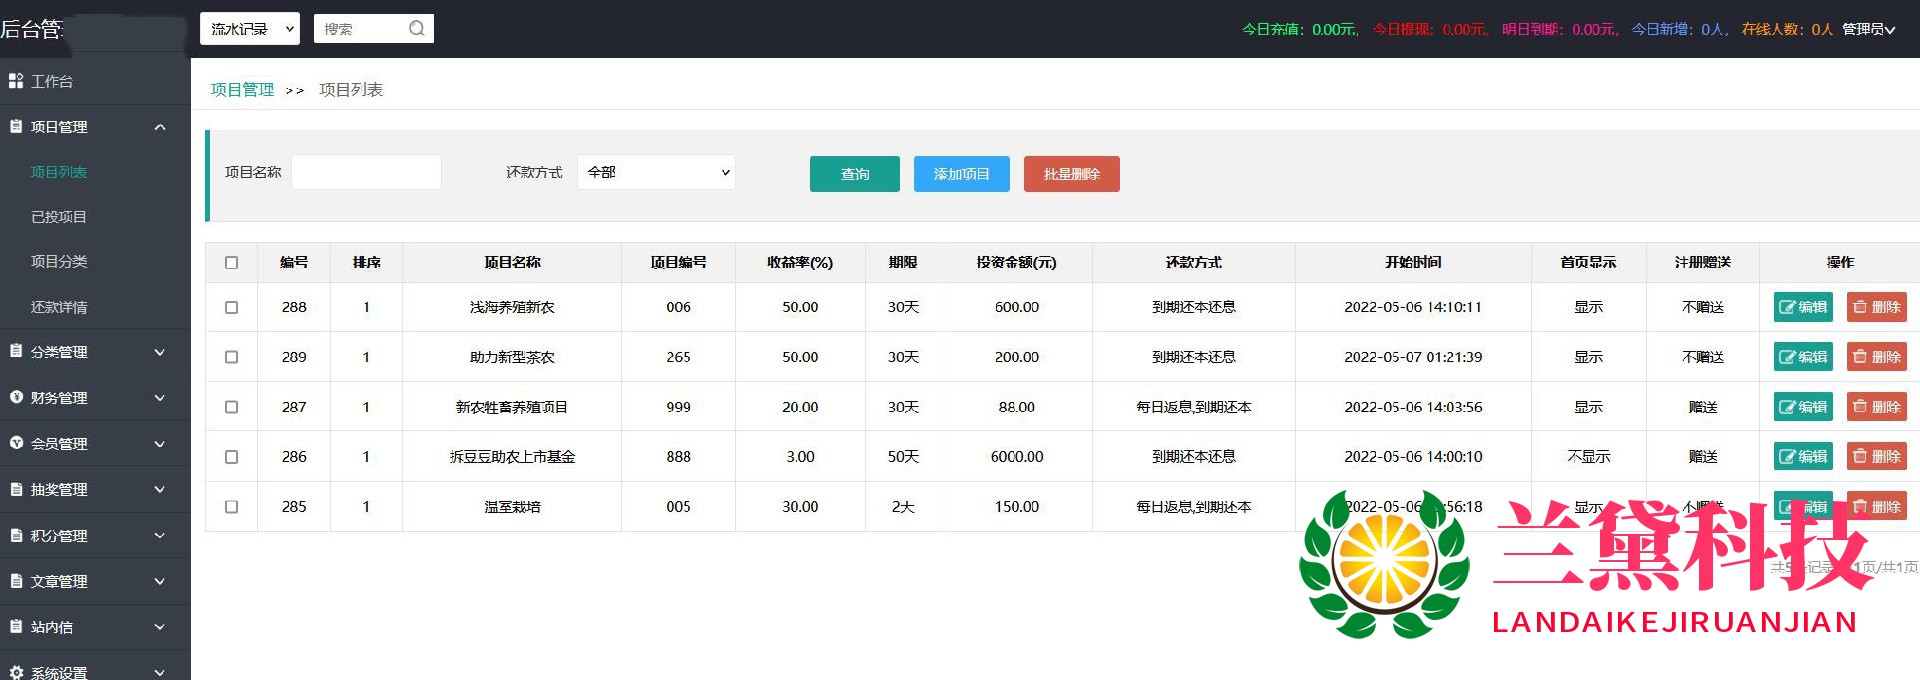 后台管
流水记录 搜索 今日充值：0.00元, 今日提现：0.00元, 明日到期：0.00元, 今日新增：0人, 在线人数：0人 管理员
工作台
项目管理
项目列表
已投项目
项目分类
还款详情
分类管理
财务管理
会员管理
抽奖管理
积分管理
文章管理
站内信
系统设置
项目管理 >> 项目列表
项目名称 还款方式 全部 查询 添加项目 批量删除
编号 排序 项目名称 项目编号 收益率(%) 期限 投资金额(元) 还款方式 开始时间 首页显示 注册赠送 操作
288 1 浅海养殖新农 006 50.00 30天 600.00 到期还本还息 2022-05-06 14:10:11 显示 不赠送 编辑 删除
289 1 助力新型茶农 265 50.00 30天 200.00 到期还本还息 2022-05-07 01:21:39 显示 不赠送 编辑 删除
287 1 新农牲畜养殖项目 999 20.00 30天 88.00 每日返息,到期还本 2022-05-06 14:03:56 显示 赠送 编辑 删除
286 1 拆豆豆助农上市基金 888 3.00 50天 6000.00 到期还本还息 2022-05-06 14:00:10 不显示 赠送 编辑 删除
285 1 温室栽培 005 30.00 2天 150.00 每日返息,到期还本 2022-05-06 :56:18 显示 不赠送 编辑 删除
共5条记录 1页/共1页
兰黛科技
LANDAIKEJIRUANJIAN